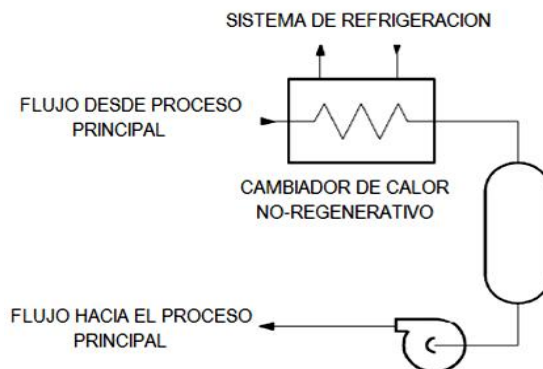 SISTEMA DE REFRIGERACION
FLUJO DESDE PROCESO
PRINCIPAL
CAMBIADOR DE CALOR
NO-REGENERATIVO
FLUJO HACIA EL PROCESO
PRINCIPAL